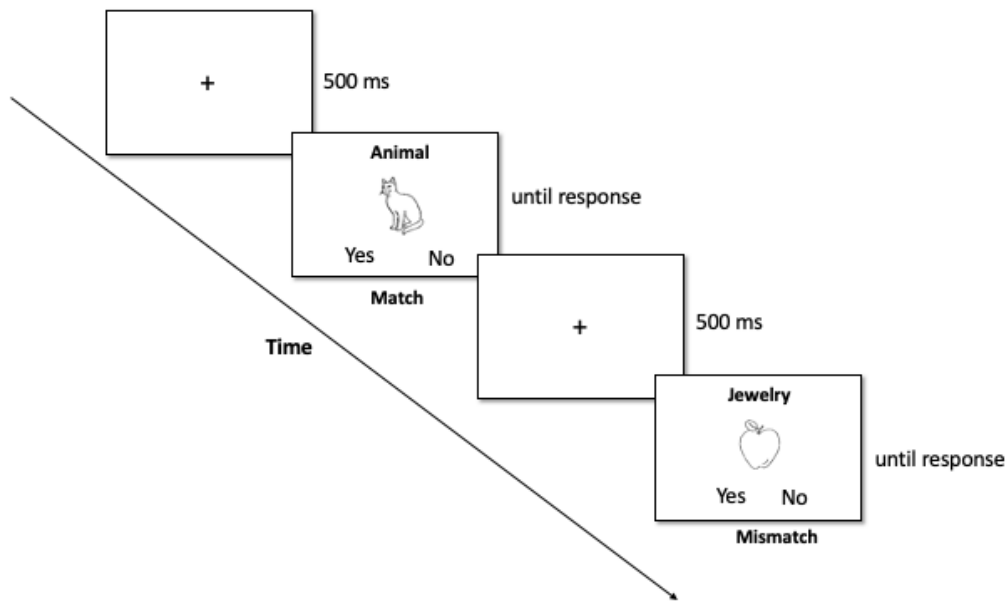 +
500 ms
Animal
until response
Yes No
Match
+
500 ms
Time
Jewelry
until response
Yes No
Mismatch